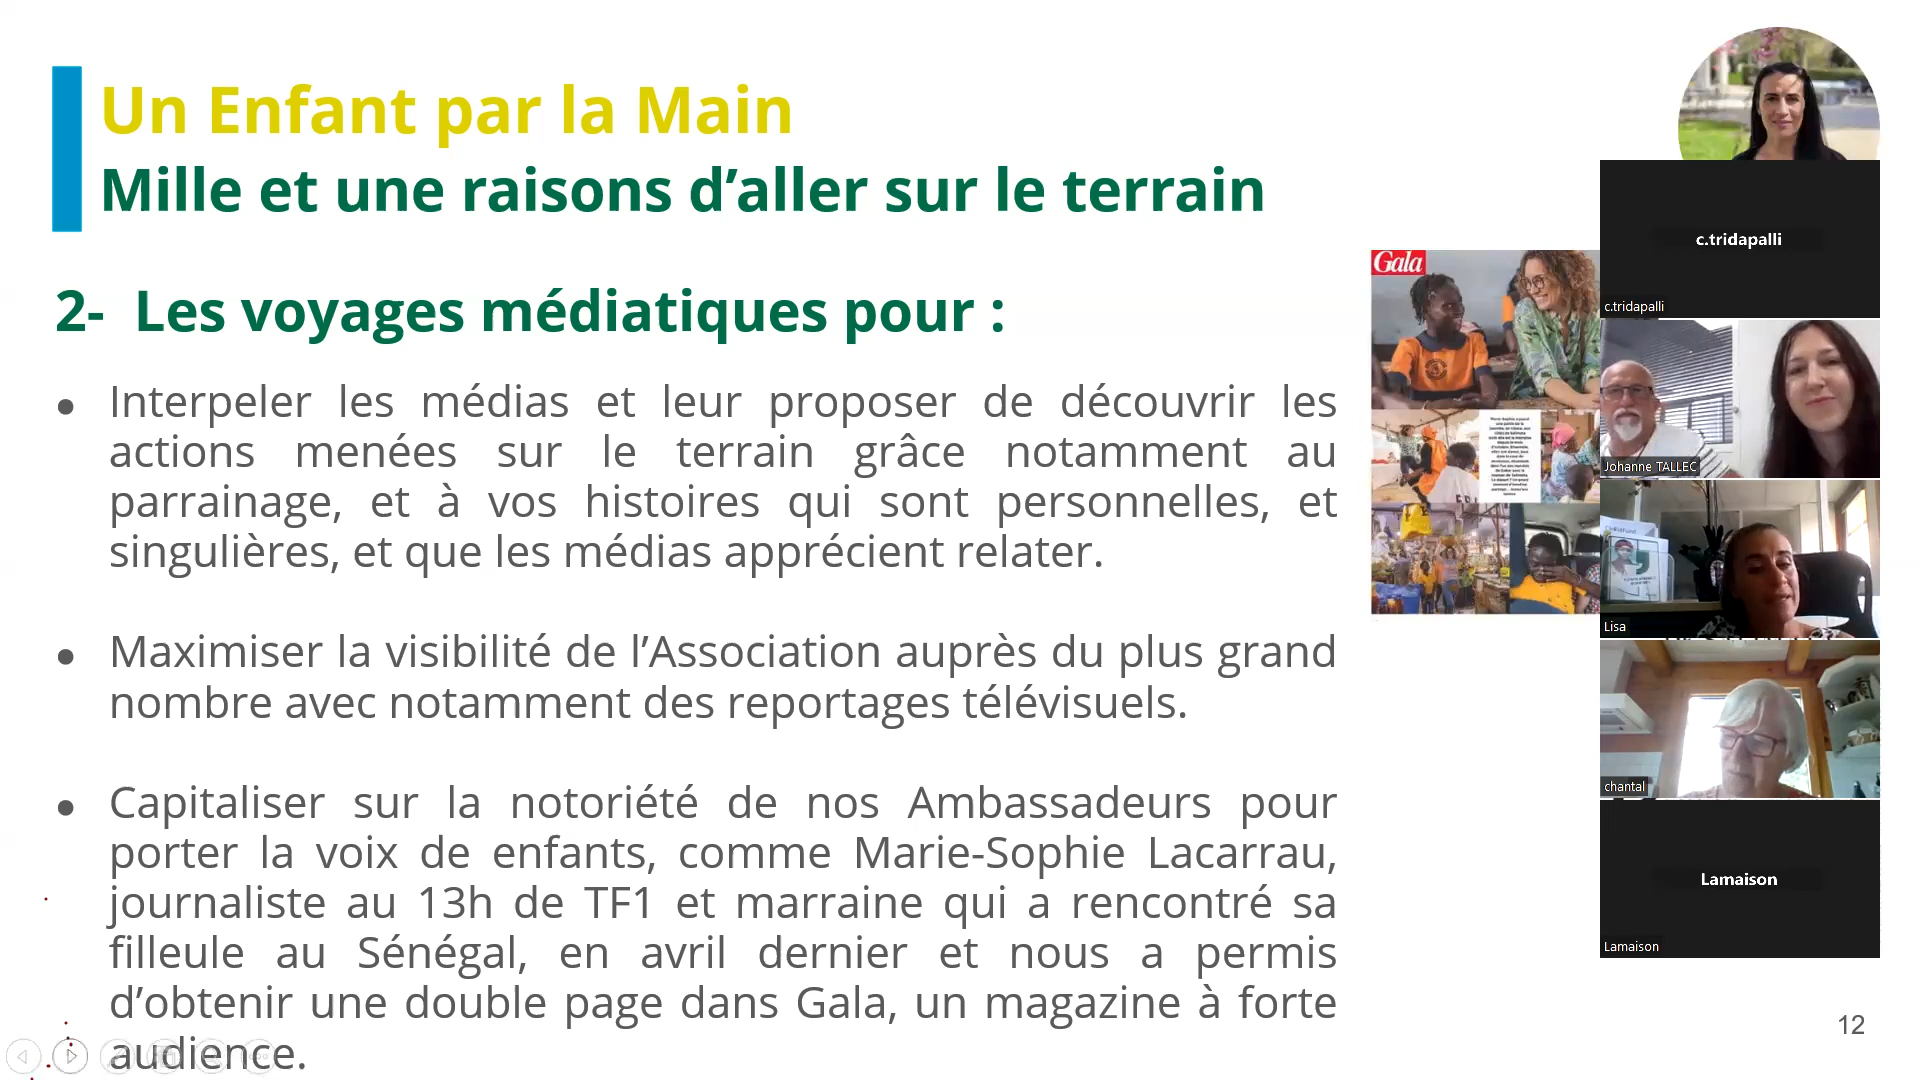 Un Enfant par la Main
Mille et une raisons d’aller sur le terrain
2- Les voyages médiatiques pour :
● Interpeler les médias et leur proposer de découvrir les
actions menées sur le terrain grâce notamment au
parrainage, et à vos histoires qui sont personnelles, et
singulières, et que les médias apprécient relater.
● Maximiser la visibilité de l’Association auprès du plus grand
nombre avec notamment des reportages télévisuels.
● Capitaliser sur la notoriété de nos Ambassadeurs pour
porter la voix de enfants, comme Marie-Sophie Lacarrau,
journaliste au 13h de TF1 et marraine qui a rencontré sa
filleule au Sénégal, en avril dernier et nous a permis
d’obtenir une double page dans Gala, un magazine à forte
audience.
Gala
c.tridapalli
c.tridapalli
Johanne TALLEC
Lisa
chantal
Lamaison
Lamaison
12